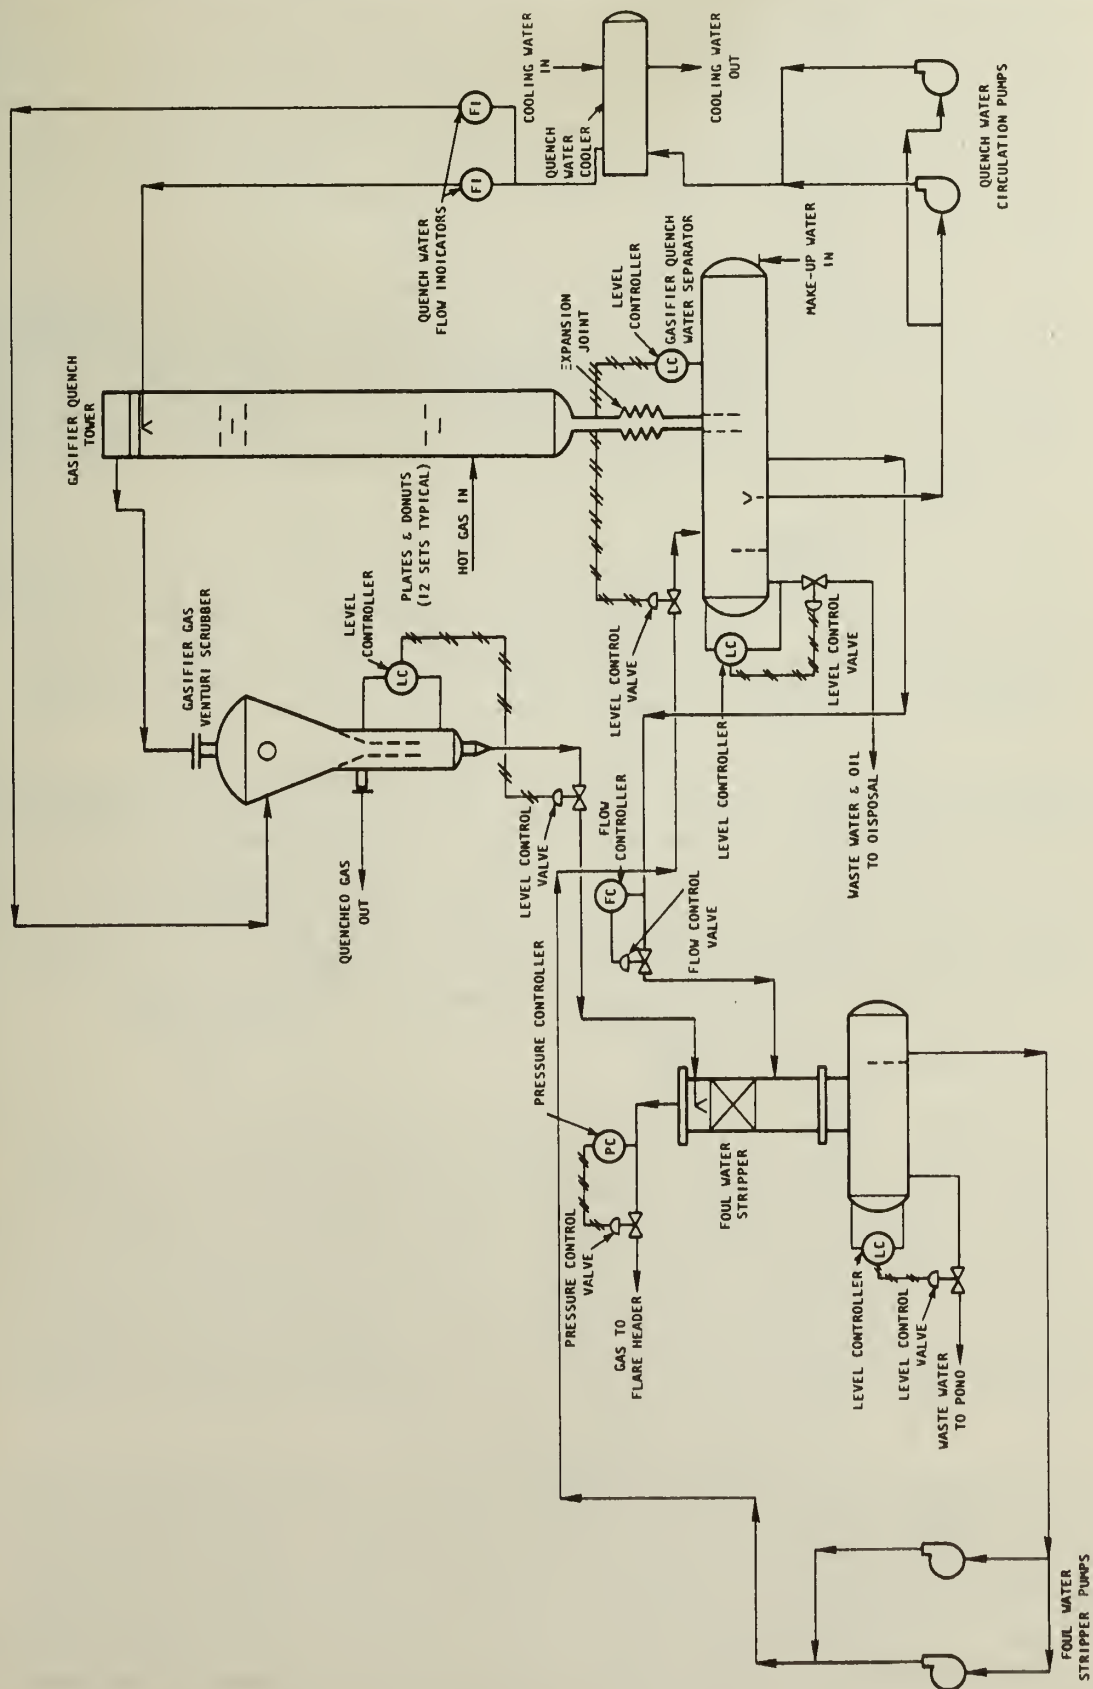 COOLING WATER
IN
COOLING WATER
OUT
QUENCH
WATER
COOLER
QUENCH WATER
CIRCULATION PUMPS
FI
FI
QUENCH WATER
FLOW INOICATORS
GASIFIER QUENCH
TOWER
PLATES & DONUTS
(12 SETS TYPICAL)
HOT GAS IN
EXPANSION
JOINT
LEVEL
CONTROLLER
LC
GASIFIER QUENCH
WATER SEPARATOR
MAKE-UP WATER
IN
GASIFIER GAS
VENTURI SCRUBBER
LEVEL
CONTROLLER
LC
QUENCHEO GAS
OUT
LEVEL CONTROL
VALVE
LEVEL CONTROL
VALVE
LC
LEVEL CONTROLLER
LEVEL CONTROL
VALVE
WASTE WATER & OIL
TO OISPOSAL
FLOW
CONTROLLER
FC
FLOW CONTROL
VALVE
PRESSURE CONTROLLER
PC
PRESSURE CONTROL
VALVE
GAS TO
FLARE HEADER
FOUL WATER
STRIPPER
LC
LEVEL CONTROLLER
LEVEL CONTROL
VALVE
WASTE WATER
TO PONO
FOUL WATER
STRIPPER PUMPS